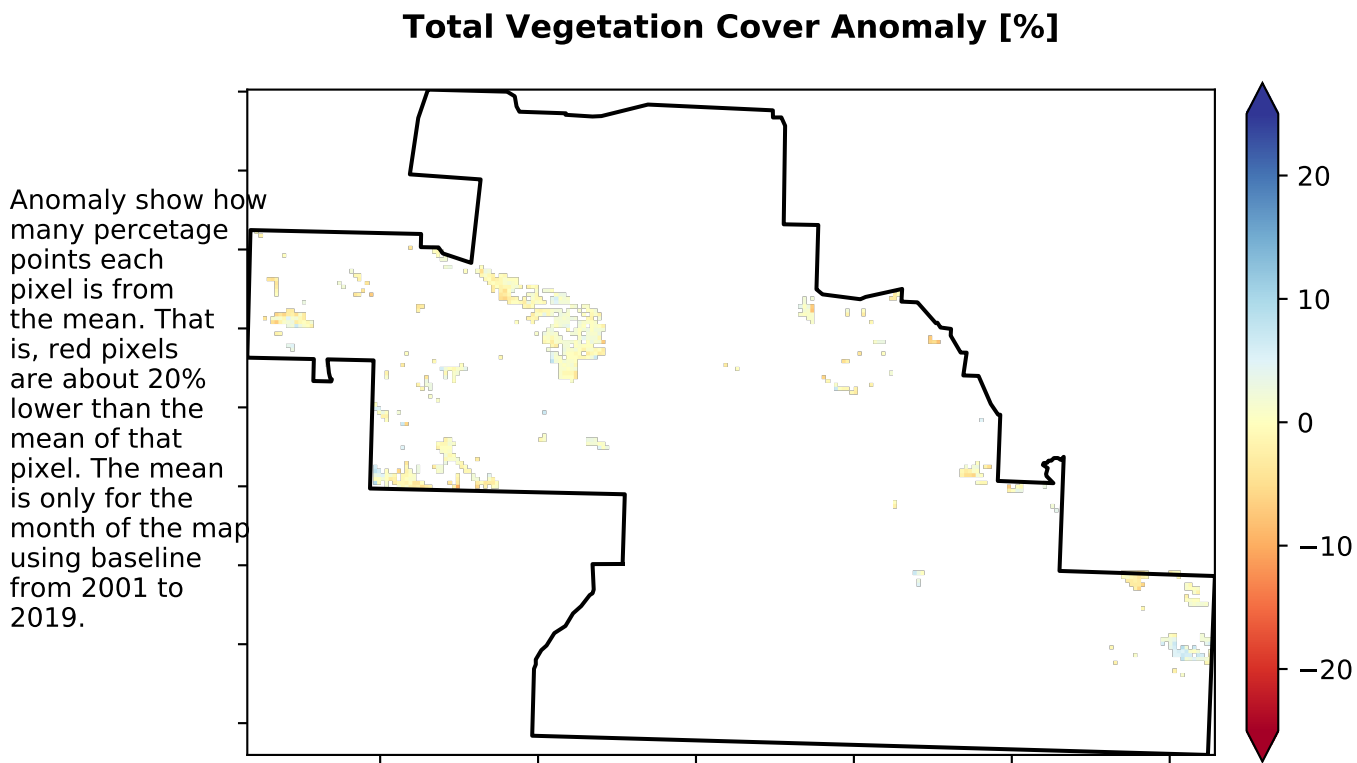 Total Vegetation Cover Anomaly [%]
Anomaly show how
many percetage
points each
pixel is from
the mean. That
is, red pixels
are about 20%
lower than the
mean of that
pixel. The mean
is only for the
month of the map
using baseline
from 2001 to
2019.
20
10
0
−10
−20